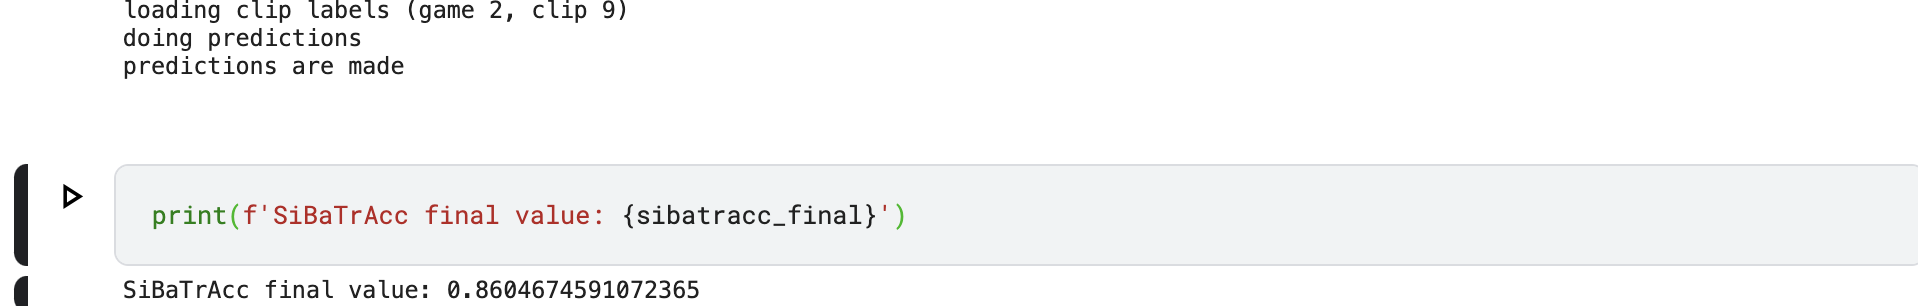 loading clip labels (game 2, clip 9)
doing predictions
predictions are made
print(f'SiBaTrAcc final value: {sibatracc_final}')
SiBaTrAcc final value: 0.8604674591072365